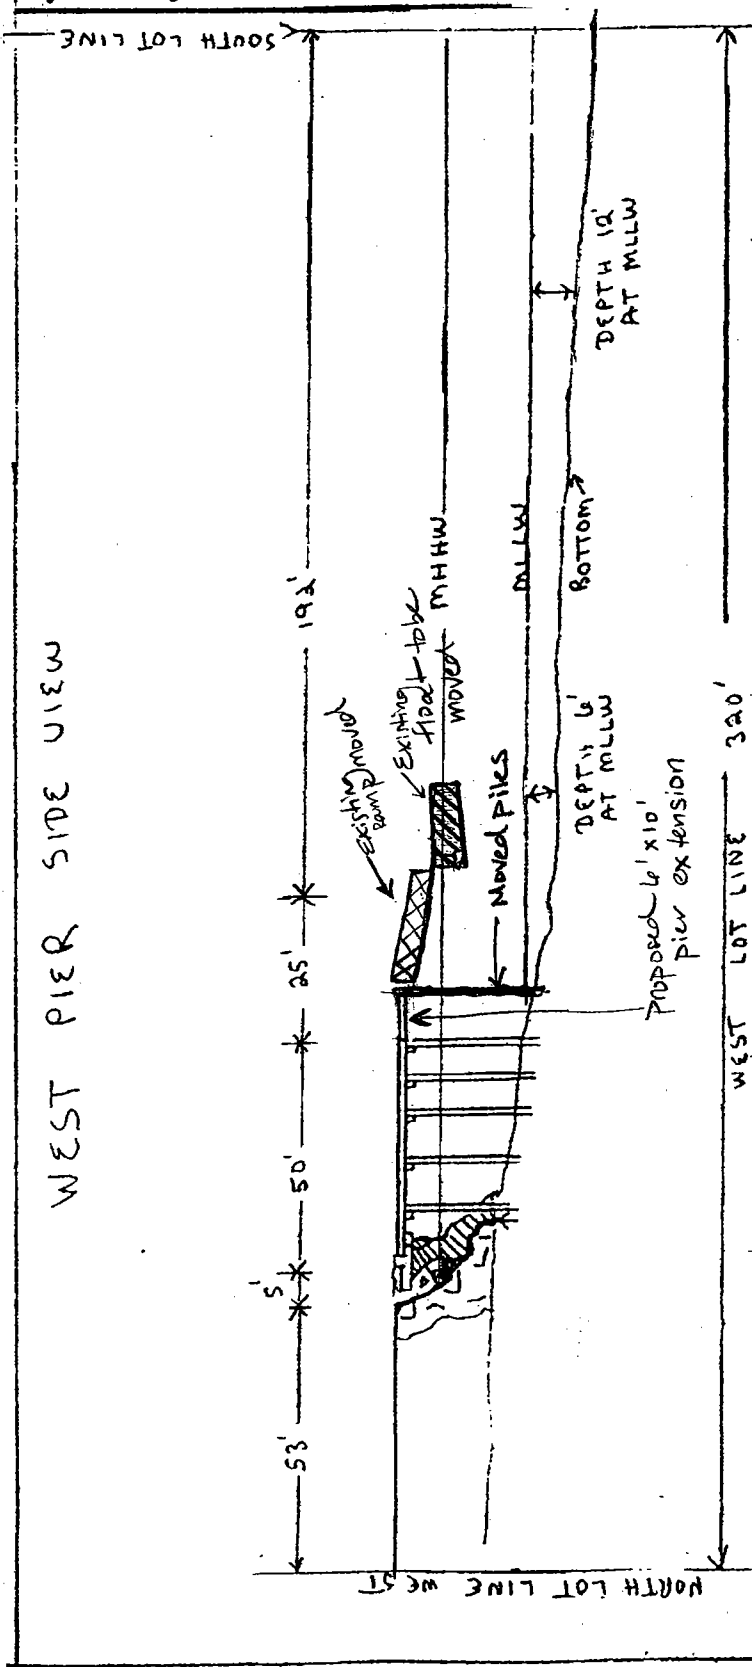 WEST PIER SIDE VIEW
53'
5'
50'
25'
192'
Existing
ramp moved
Existing
float to be
moved
MHHW
MLLW
BOTTOM
Moved piles
DEPTH 6'
AT MLLW
DEPTH 12'
AT MLLW
Proposed 6'x10'
pier extension
WEST LOT LINE 320'
NORTH LOT LINE WEST
SOUTH LOT LINE